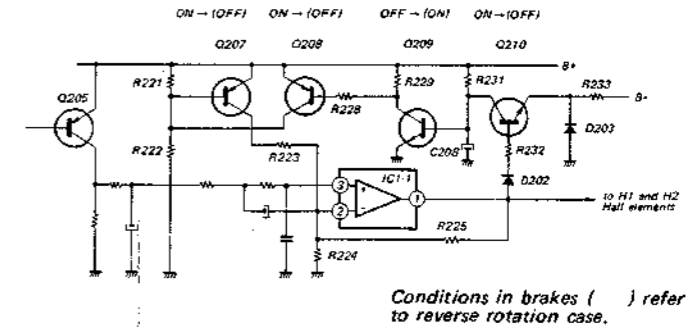 ON → (OFF) ON → (OFF) OFF → (ON) ON → (OFF)
Q207 Q208 Q209 Q210
B+
R221 R229 R231 R233
Q205 B-
R228
D203
R222 R223 C208 R232
IC1-1 D202
3 + 1 to H1 and H2
2 - Hall elements
R225
R224
Conditions in brakes ( ) refer
to reverse rotation case.